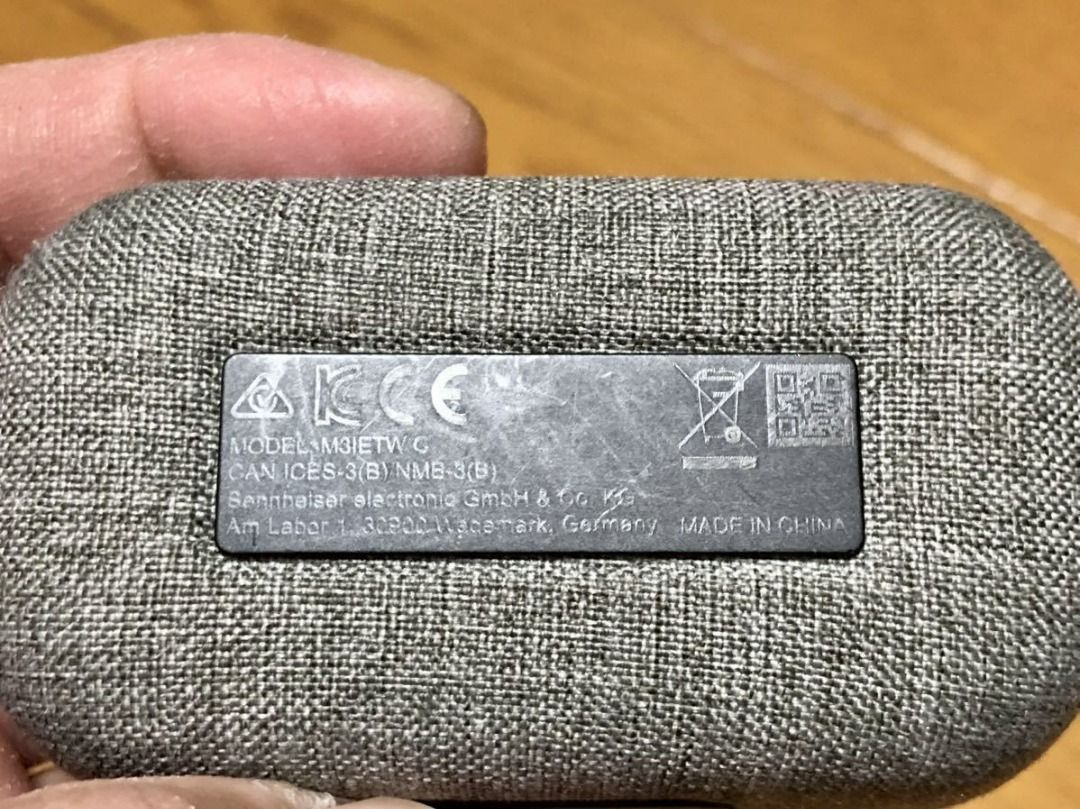 MODEL: M3IETW C
CAN ICES-3(B)/NMB-3(B)
Sennheiser electronic GmbH & Co. KG
Am Labor 1, 30900 Wedemark, Germany MADE IN CHINA